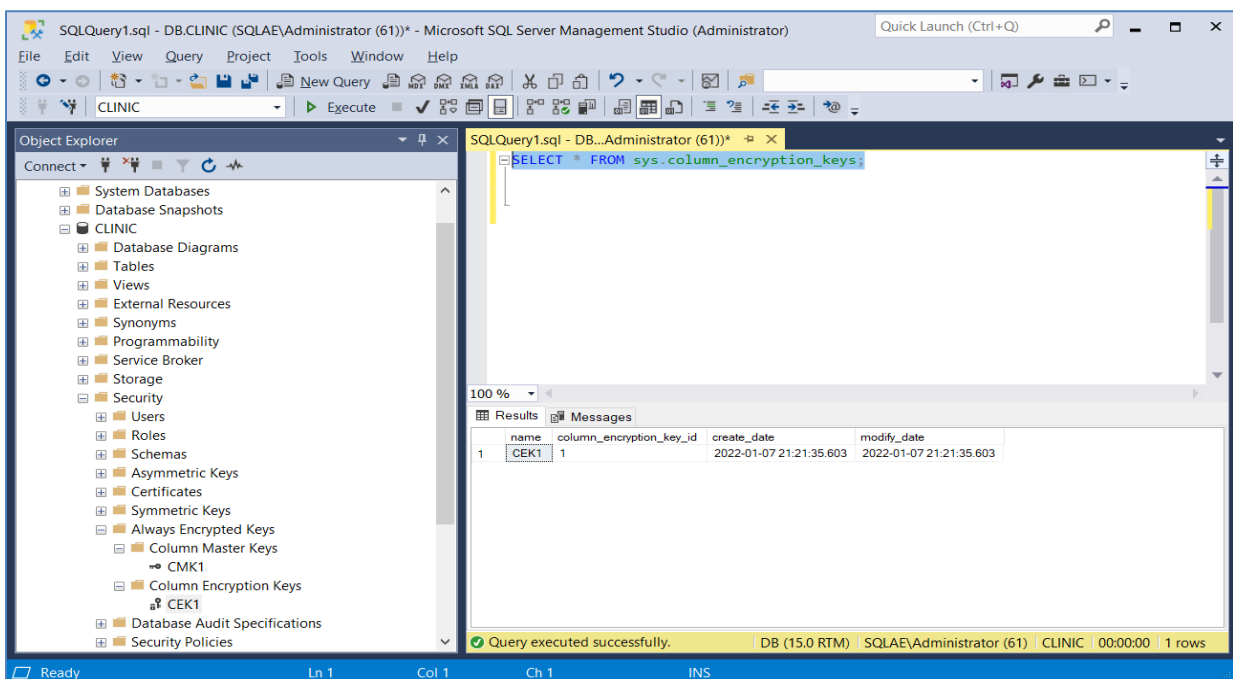 SQLQuery1.sql - DB.CLINIC (SQLAE\Administrator (61))* - Microsoft SQL Server Management Studio (Administrator)
Quick Launch (Ctrl+Q)
File Edit View Query Project Tools Window Help
New Query MDX DMX XMLA DAX
CLINIC Execute
Object Explorer
Connect
System Databases
Database Snapshots
CLINIC
Database Diagrams
Tables
Views
External Resources
Synonyms
Programmability
Service Broker
Storage
Security
Users
Roles
Schemas
Asymmetric Keys
Certificates
Symmetric Keys
Always Encrypted Keys
Column Master Keys
CMK1
Column Encryption Keys
CEK1
Database Audit Specifications
Security Policies
SQLQuery1.sql - DB...Administrator (61))*
SELECT * FROM sys.column_encryption_keys;
100 %
Results Messages
name column_encryption_key_id create_date modify_date
1 CEK1 1 2022-01-07 21:21:35.603 2022-01-07 21:21:35.603
Query executed successfully. DB (15.0 RTM) SQLAE\Administrator (61) CLINIC 00:00:00 1 rows
Ready Ln 1 Col 1 Ch 1 INS